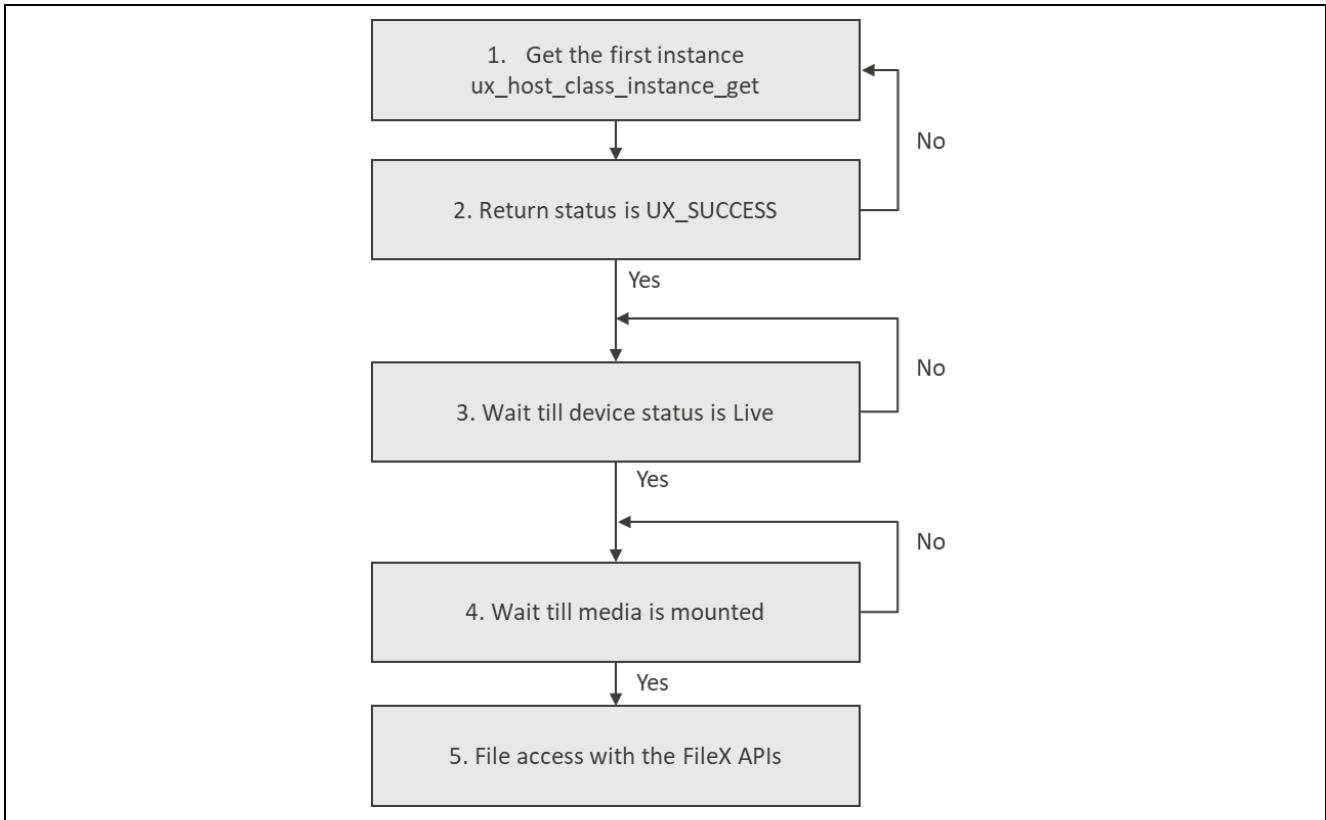 1. Get the first instance
ux_host_class_instance_get
No
2. Return status is UX_SUCCESS
Yes
No
3. Wait till device status is Live
Yes
No
4. Wait till media is mounted
Yes
5. File access with the FileX APIs